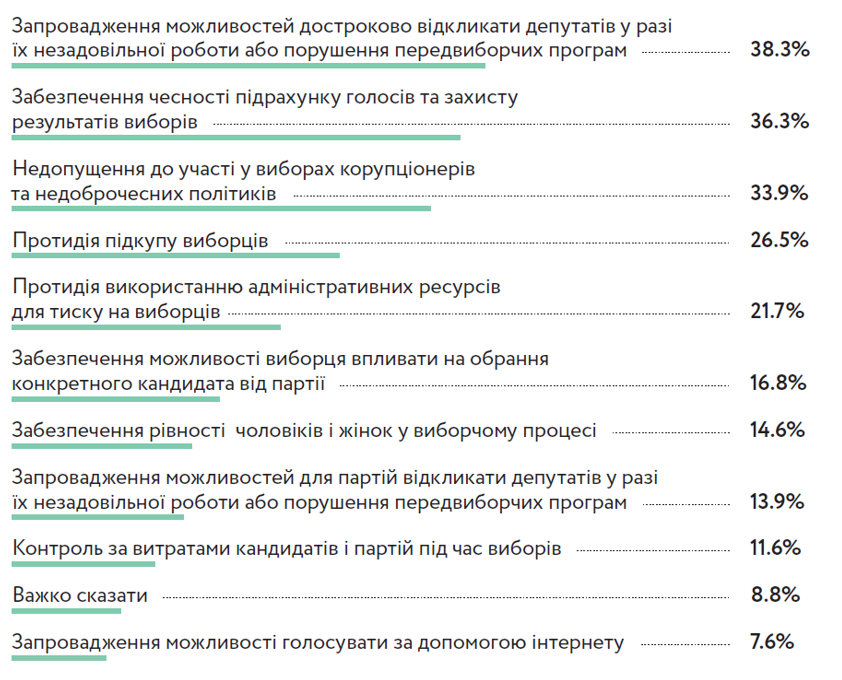 Запровадження можливостей достроково відкликати депутатів у разі
їх незадовільної роботи або порушення передвиборчих програм 38.3%
Забезпечення чесності підрахунку голосів та захисту
результатів виборів 36.3%
Недопущення до участі у виборах корупціонерів
та недоброчесних політиків 33.9%
Протидія підкупу виборців 26.5%
Протидія використанню адміністративних ресурсів
для тиску на виборців 21.7%
Забезпечення можливості виборця впливати на обрання
конкретного кандидата від партії 16.8%
Забезпечення рівності чоловіків і жінок у виборчому процесі 14.6%
Запровадження можливостей для партій відкликати депутатів у разі
їх незадовільної роботи або порушення передвиборчих програм 13.9%
Контроль за витратами кандидатів і партій під час виборів 11.6%
Важко сказати 8.8%
Запровадження можливості голосувати за допомогою інтернету 7.6%